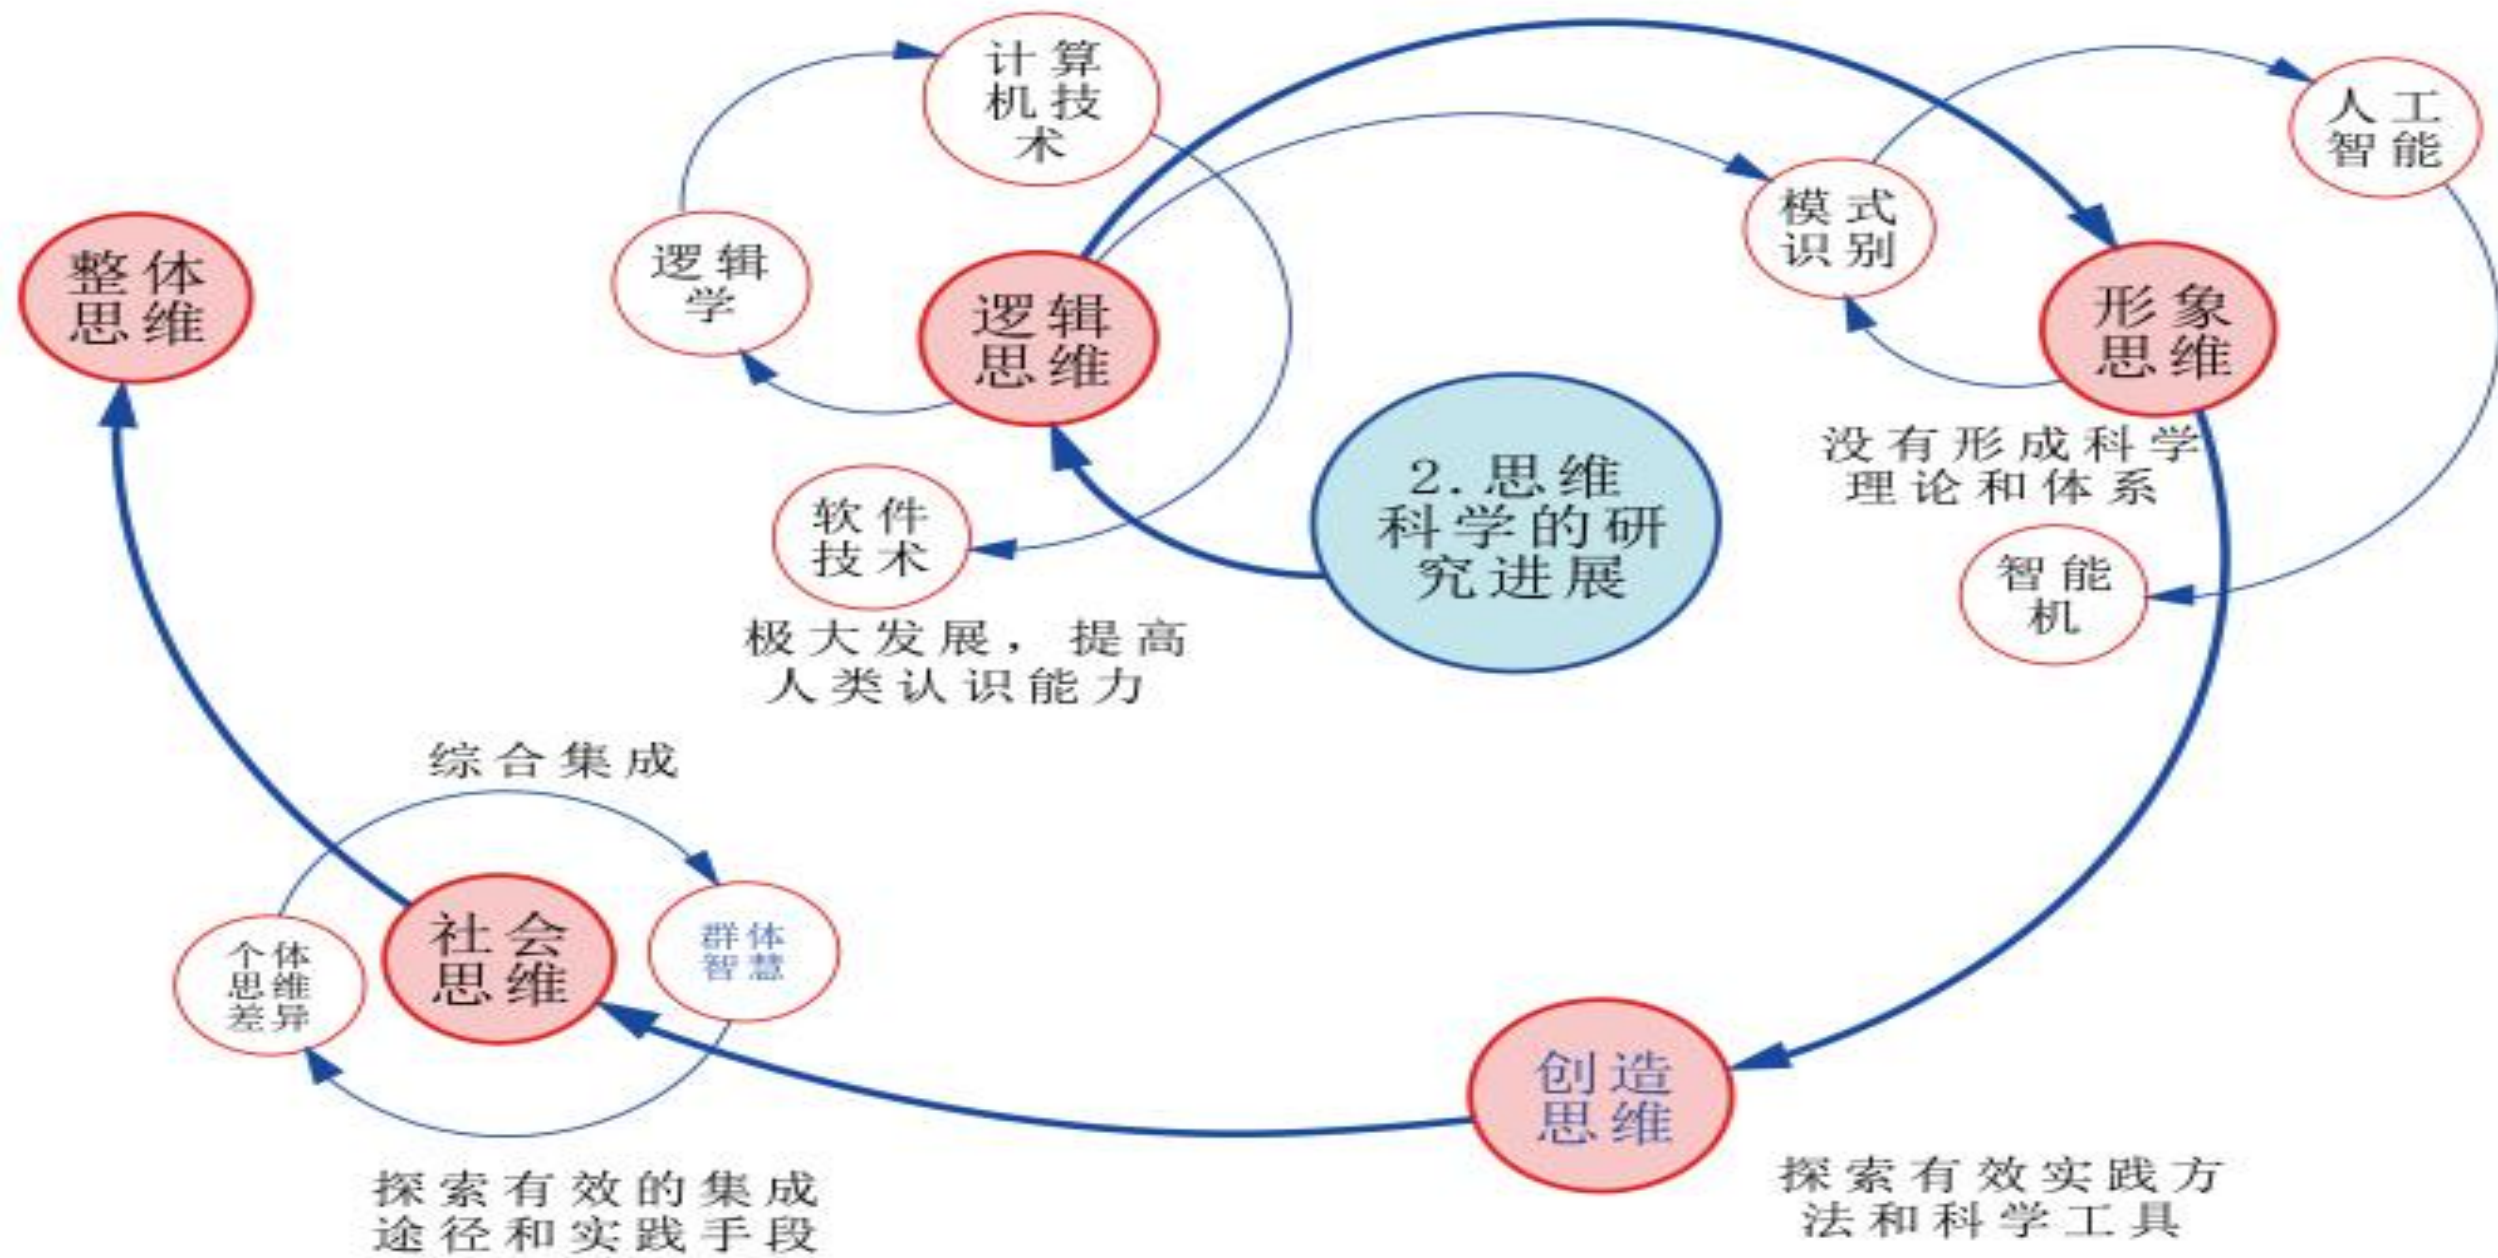 计算
机技
术
人工
智能
模式
识别
逻辑
学
整体
思维
逻辑
思维
形象
思维
没有形成科学
理论和体系
2.思维
科学的研
究进展
软件
技术
智能
机
极大发展，提高
人类认识能力
综合集成
个体
思维
差异
社会
思维
群体
智慧
创造
思维
探索有效的集成
途径和实践手段
探索有效实践方
法和科学工具